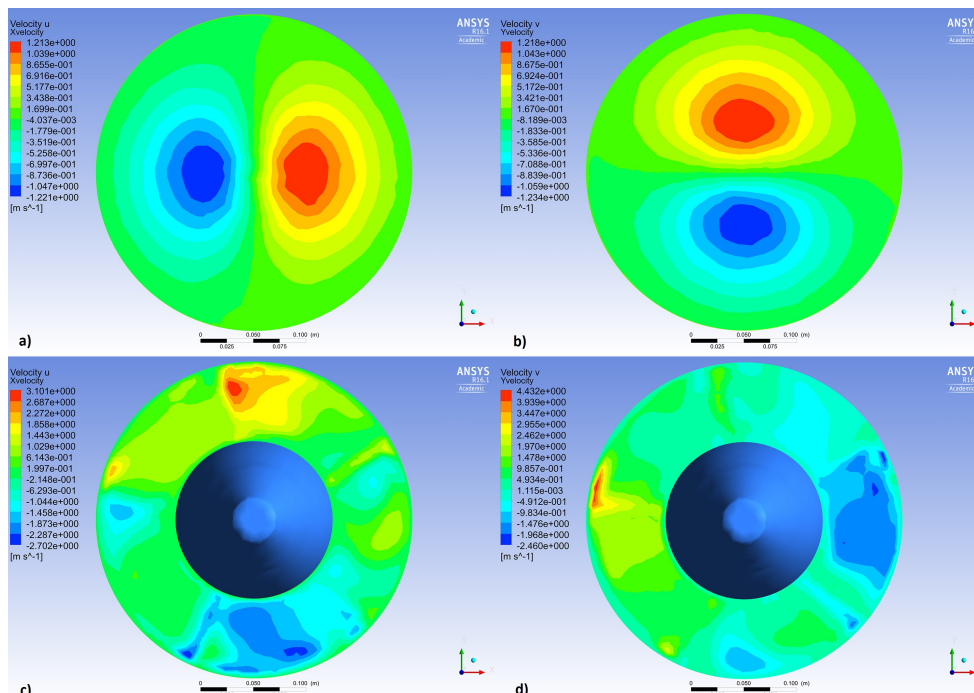 Velocity u
Xvelocity
1.213e+000
1.039e+000
8.655e-001
6.916e-001
5.177e-001
3.438e-001
1.699e-001
-4.037e-003
-1.779e-001
-3.519e-001
-5.258e-001
-6.997e-001
-8.736e-001
-1.047e+000
-1.221e+000
[m s^-1]
ANSYS
R16.1
Academic
0
0.050
0.100
(m)
0.025
0.075
a)
Velocity v
Yvelocity
1.218e+000
1.043e+000
8.675e-001
6.924e-001
5.172e-001
3.421e-001
1.670e-001
-8.189e-003
-1.833e-001
-3.585e-001
-5.336e-001
-7.088e-001
-8.839e-001
-1.059e+000
-1.234e+000
[m s^-1]
ANSYS
R16.1
Academic
0
0.050
0.100
(m)
0.025
0.075
b)
Velocity u
Xvelocity
3.101e+000
2.687e+000
2.272e+000
1.858e+000
1.443e+000
1.029e+000
6.143e-001
1.997e-001
-2.148e-001
-6.293e-001
-1.044e+000
-1.458e+000
-1.873e+000
-2.287e+000
-2.702e+000
[m s^-1]
ANSYS
R16.1
Academic
0
0.050
0.100
(m)
c)
Velocity v
Yvelocity
4.432e+000
3.939e+000
3.447e+000
2.955e+000
2.462e+000
1.970e+000
1.478e+000
9.857e-001
4.934e-001
1.115e-003
-4.912e-001
-9.834e-001
-1.476e+000
-1.968e+000
-2.460e+000
[m s^-1]
ANSYS
R16.1
Academic
0
0.050
0.100
(m)
d)